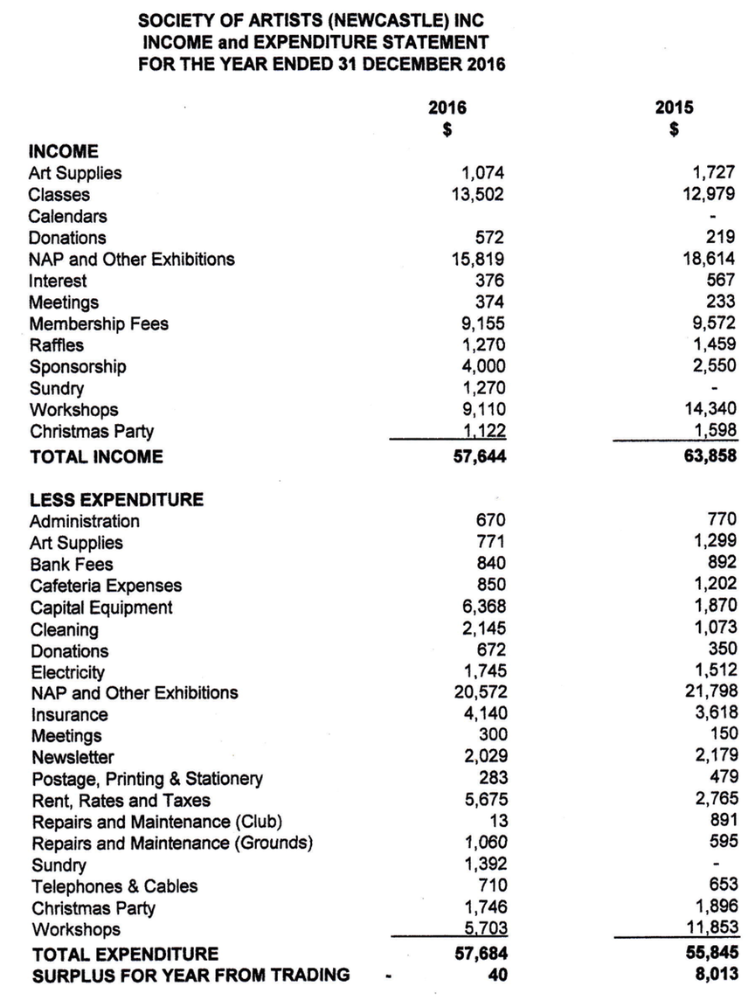 SOCIETY OF ARTISTS (NEWCASTLE) INC
INCOME and EXPENDITURE STATEMENT
FOR THE YEAR ENDED 31 DECEMBER 2016
2016 2015
$ $
INCOME
Art Supplies 1,074 1,727
Classes 13,502 12,979
Calendars -
Donations 572 219
NAP and Other Exhibitions 15,819 18,614
Interest 376 567
Meetings 374 233
Membership Fees 9,155 9,572
Raffles 1,270 1,459
Sponsorship 4,000 2,550
Sundry 1,270 -
Workshops 9,110 14,340
Christmas Party 1,122 1,598
TOTAL INCOME 57,644 63,858
LESS EXPENDITURE
Administration 670 770
Art Supplies 771 1,299
Bank Fees 840 892
Cafeteria Expenses 850 1,202
Capital Equipment 6,368 1,870
Cleaning 2,145 1,073
Donations 672 350
Electricity 1,745 1,512
NAP and Other Exhibitions 20,572 21,798
Insurance 4,140 3,618
Meetings 300 150
Newsletter 2,029 2,179
Postage, Printing & Stationery 283 479
Rent, Rates and Taxes 5,675 2,765
Repairs and Maintenance (Club) 13 891
Repairs and Maintenance (Grounds) 1,060 595
Sundry 1,392 -
Telephones & Cables 710 653
Christmas Party 1,746 1,896
Workshops 5,703 11,853
TOTAL EXPENDITURE 57,684 55,845
SURPLUS FOR YEAR FROM TRADING - 40 8,013